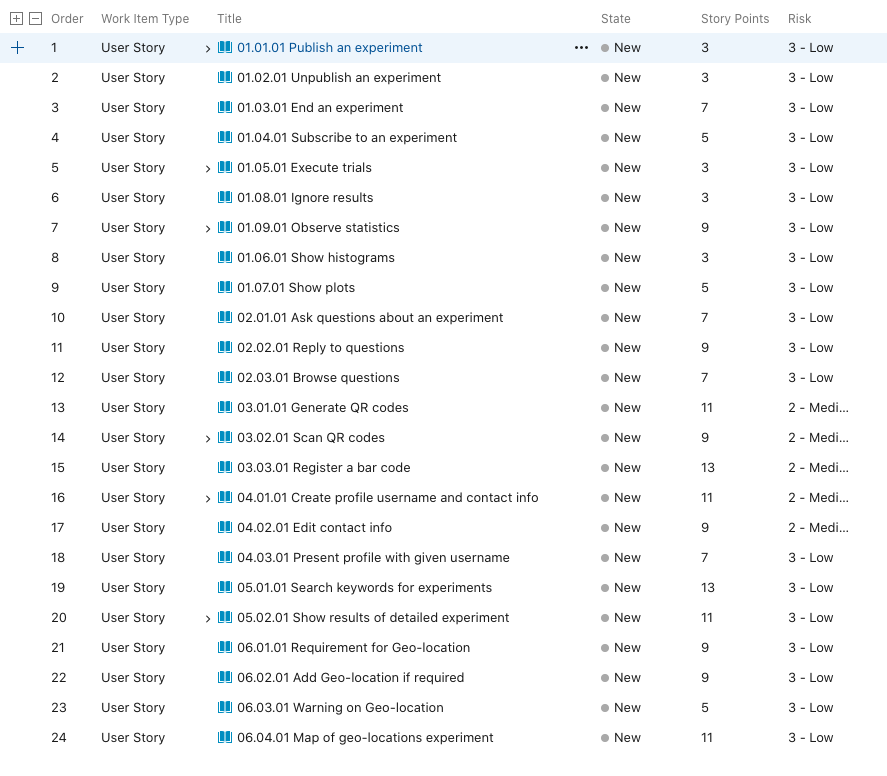 Order Work Item Type Title State Story Points Risk
1 User Story 01.01.01 Publish an experiment ... New 3 3 - Low
2 User Story 01.02.01 Unpublish an experiment New 3 3 - Low
3 User Story 01.03.01 End an experiment New 7 3 - Low
4 User Story 01.04.01 Subscribe to an experiment New 5 3 - Low
5 User Story 01.05.01 Execute trials New 3 3 - Low
6 User Story 01.08.01 Ignore results New 3 3 - Low
7 User Story 01.09.01 Observe statistics New 9 3 - Low
8 User Story 01.06.01 Show histograms New 3 3 - Low
9 User Story 01.07.01 Show plots New 5 3 - Low
10 User Story 02.01.01 Ask questions about an experiment New 7 3 - Low
11 User Story 02.02.01 Reply to questions New 9 3 - Low
12 User Story 02.03.01 Browse questions New 7 3 - Low
13 User Story 03.01.01 Generate QR codes New 11 2 - Medi...
14 User Story 03.02.01 Scan QR codes New 9 2 - Medi...
15 User Story 03.03.01 Register a bar code New 13 2 - Medi...
16 User Story 04.01.01 Create profile username and contact info New 11 2 - Medi...
17 User Story 04.02.01 Edit contact info New 9 2 - Medi...
18 User Story 04.03.01 Present profile with given username New 7 3 - Low
19 User Story 05.01.01 Search keywords for experiments New 13 3 - Low
20 User Story 05.02.01 Show results of detailed experiment New 11 3 - Low
21 User Story 06.01.01 Requirement for Geo-location New 9 3 - Low
22 User Story 06.02.01 Add Geo-location if required New 9 3 - Low
23 User Story 06.03.01 Warning on Geo-location New 5 3 - Low
24 User Story 06.04.01 Map of geo-locations experiment New 11 3 - Low